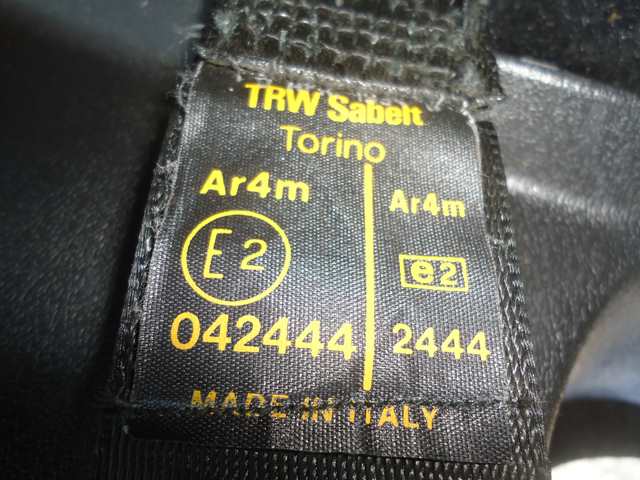 TRW Sabelt
Torino
Ar4m
E2
042444
Ar4m
e2
2444
MADE IN ITALY